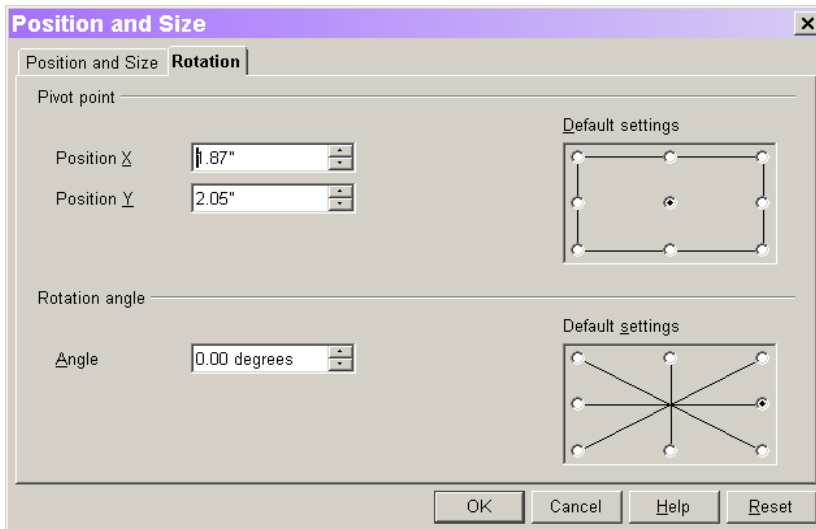 Position and Size
Position and Size Rotation
Pivot point
Default settings
Position X 1.87"
Position Y 2.05"
Rotation angle
Default settings
Angle 0.00 degrees
OK Cancel Help Reset